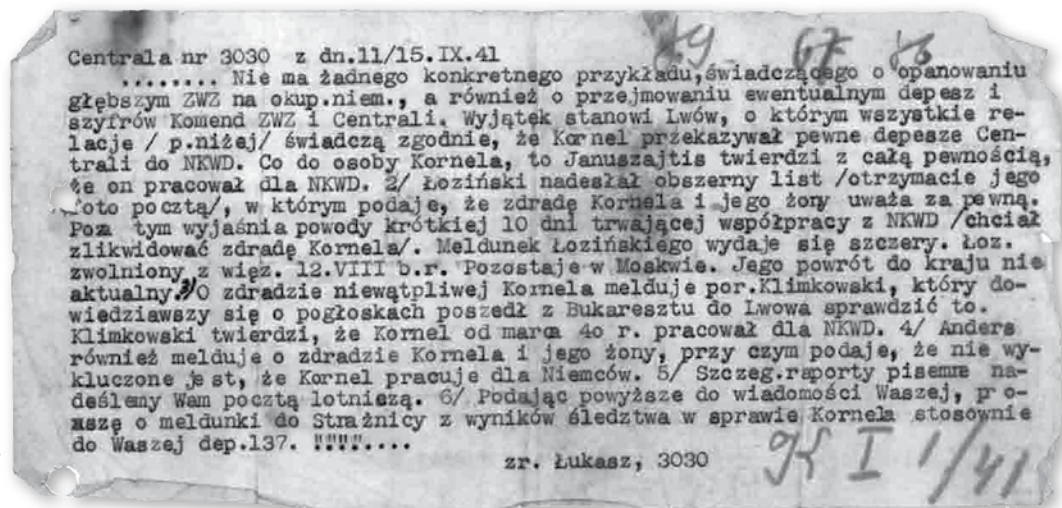 89 67 76
Centrala nr 3030 z dn.11/15.IX.41
........ Nie ma żadnego konkretnego przykładu,świadczącego o opanowaniu
głębszym ZWZ na okup.niem., a również o przejmowaniu ewentualnym depesz i
szyfrów Komend ZWZ i Centrali. Wyjątek stanowi Lwów, o którym wszystkie re-
lacje / p.niżej/ świadczą zgodnie, że Kornel przekazywał pewne depesze Cen-
trali do NKWD. Co do osoby Kornela, to Januszajtis twierdzi z całą pewnością,
że on pracował dla NKWD. 2/ Łoziński nadesłał obszerny list /otrzymacie jego
foto pocztą/, w którym podaje, że zdradę Kornela i jego żony uważa za pewną.
Poza tym wyjaśnia powody krótkiej 10 dni trwającej współpracy z NKWD /chciał
zlikwidować zdradę Kornela/. Meldunek Łozińskiego wydaje się szczery. Łoz.
zwolniony z więz. 12.VIII b.r. Pozostaje w Moskwie. Jego powrót do kraju nie
aktualny.3/O zdradzie niewątpliwej Kornela melduje por.Klimkowski, który do-
wiedziawszy się o pogłoskach poszedł z Bukaresztu do Lwowa sprawdzić to.
Klimkowski twierdzi, że Kornel od marca 4o r. pracował dla NKWD. 4/ Anders
również melduje o zdradzie Kornela i jego żony, przy czym podaje, że nie wy-
kluczone jest, że Kornel pracuje dla Niemców. 5/ Szczeg.raporty pisemne na-
deślemy Wam pocztą lotniczą. 6/ Podając powyższe do wiadomości Waszej, pro-
szę o meldunki do Strażnicy z wyników śledztwa w sprawie Kornela stosownie
do Waszej dep.137. """""....
zr. Łukasz, 3030
K I 1/41